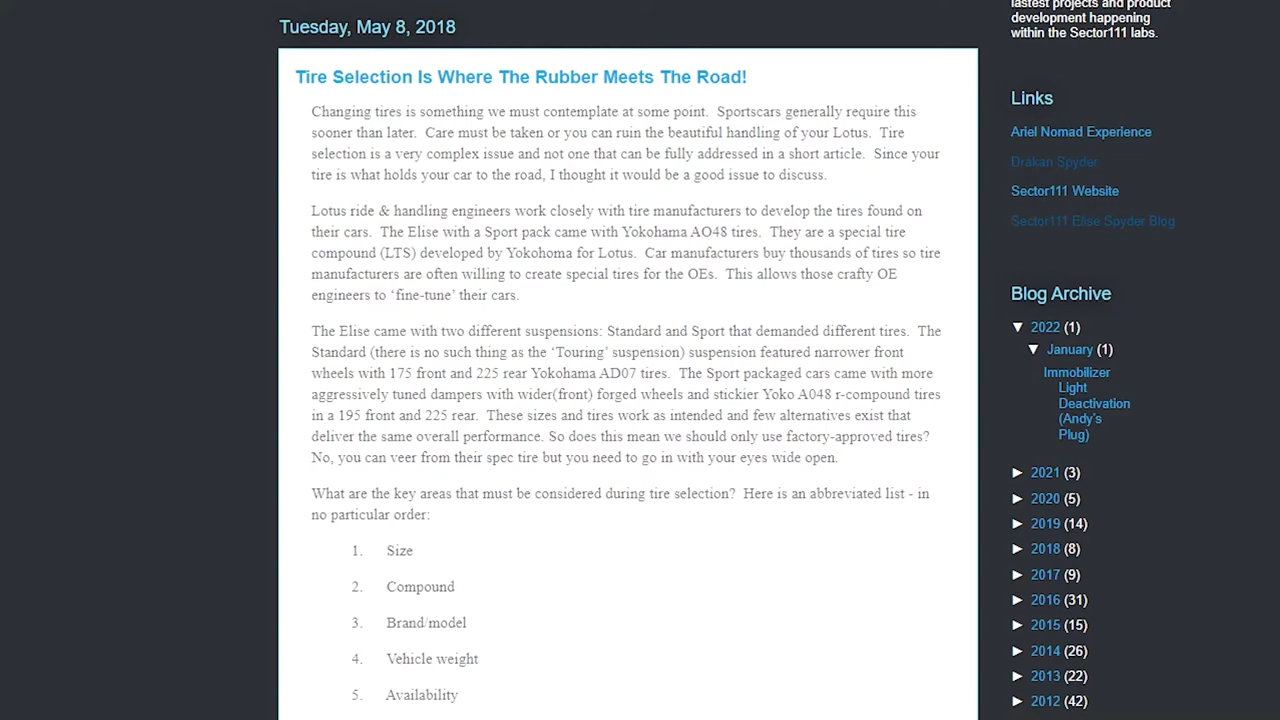 Tuesday, May 8, 2018
Tire Selection Is Where The Rubber Meets The Road!
Changing tires is something we must contemplate at some point.  Sportscars generally require this
sooner than later.  Care must be taken or you can ruin the beautiful handling of your Lotus.  Tire
selection is a very complex issue and not one that can be fully addressed in a short article.  Since your
tire is what holds your car to the road, I thought it would be a good issue to discuss.
Lotus ride & handling engineers work closely with tire manufacturers to develop the tires found on
their cars.  The Elise with a Sport pack came with Yokohama AO48 tires.  They are a special tire
compound (LTS) developed by Yokohoma for Lotus.  Car manufacturers buy thousands of tires so tire
manufacturers are often willing to create special tires for the OEs.  This allows those crafty OE
engineers to ‘fine-tune’ their cars.
The Elise came with two different suspensions: Standard and Sport that demanded different tires.  The
Standard (there is no such thing as the ‘Touring’ suspension) suspension featured narrower front
wheels with 175 front and 225 rear Yokohama AD07 tires.  The Sport packaged cars came with more
aggressively tuned dampers with wider(front) forged wheels and stickier Yoko A048 r-compound tires
in a 195 front and 225 rear.  These sizes and tires work as intended and few alternatives exist that
deliver the same overall performance. So does this mean we should only use factory-approved tires?
No, you can veer from their spec tire but you need to go in with your eyes wide open.
What are the key areas that must be considered during tire selection?  Here is an abbreviated list - in
no particular order:
1. Size
2. Compound
3. Brand/model
4. Vehicle weight
5. Availability
lastest projects and product
development happening
within the Sector111 labs.
Links
Ariel Nomad Experience
Drakan Spyder
Sector111 Website
Sector111 Elise Spyder Blog
Blog Archive
▼ 2022 (1)
▼ January (1)
Immobilizer
Light
Deactivation
(Andy's
Plug)
► 2021 (3)
► 2020 (5)
► 2019 (14)
► 2018 (8)
► 2017 (9)
► 2016 (31)
► 2015 (15)
► 2014 (26)
► 2013 (22)
► 2012 (42)